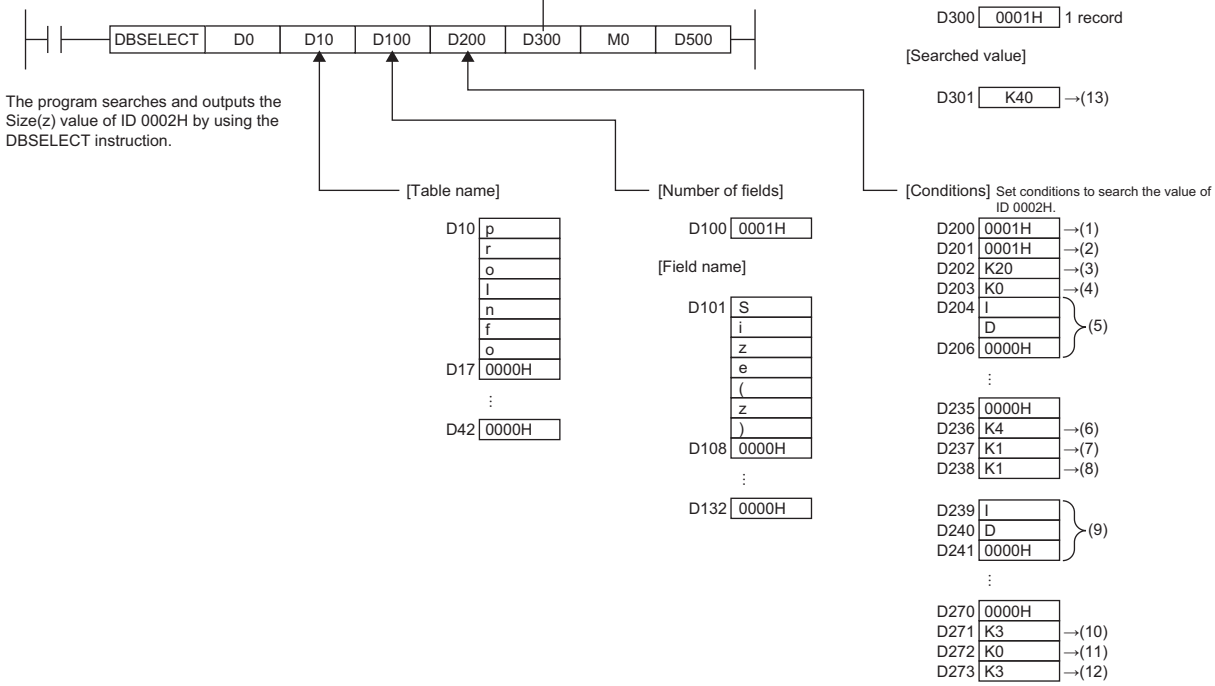 DBSELECT D0 D10 D100 D200 D300 M0 D500
The program searches and outputs the
Size(z) value of ID 0002H by using the
DBSELECT instruction.
D300 0001H 1 record
[Searched value]
D301 K40 →(13)
[Table name]
D10 p
r
o
I
n
f
o
D17 0000H
⋮
D42 0000H
[Number of fields]
D100 0001H
[Field name]
D101 S
i
z
e
(
z
)
D108 0000H
⋮
D132 0000H
[Conditions] Set conditions to search the value of
ID 0002H.
D200 0001H →(1)
D201 0001H →(2)
D202 K20 →(3)
D203 K0 →(4)
D204 I
D (5)
D206 0000H
⋮
D235 0000H
D236 K4 →(6)
D237 K1 →(7)
D238 K1 →(8)
D239 I
D240 D (9)
D241 0000H
⋮
D270 0000H
D271 K3 →(10)
D272 K0 →(11)
D273 K3 →(12)